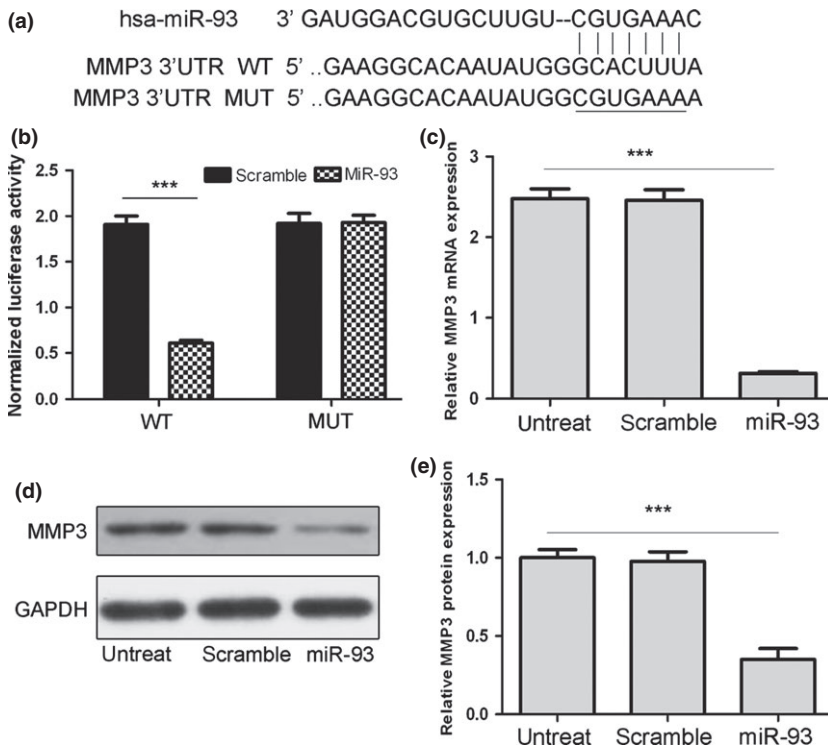 (a)
hsa-miR-93 3' GAUGGACGUGCUUGU--CGUGAAAC
MMP3 3'UTR WT 5' ..GAAGGCACAAUAUGGGCACUUUA
MMP3 3'UTR MUT 5' ..GAAGGCACAAUAUGGCGUGAAAA
(b)
Normalized luciferase activity
2.5
2.0
1.5
1.0
0.5
0.0
***
Scramble
MiR-93
WT
MUT
(c)
Relative MMP3 mRNA expression
3
2
1
0
***
Untreat
Scramble
miR-93
(d)
MMP3
GAPDH
Untreat
Scramble
miR-93
(e)
Relative MMP3 protein expression
1.5
1.0
0.5
0.0
***
Untreat
Scramble
miR-93